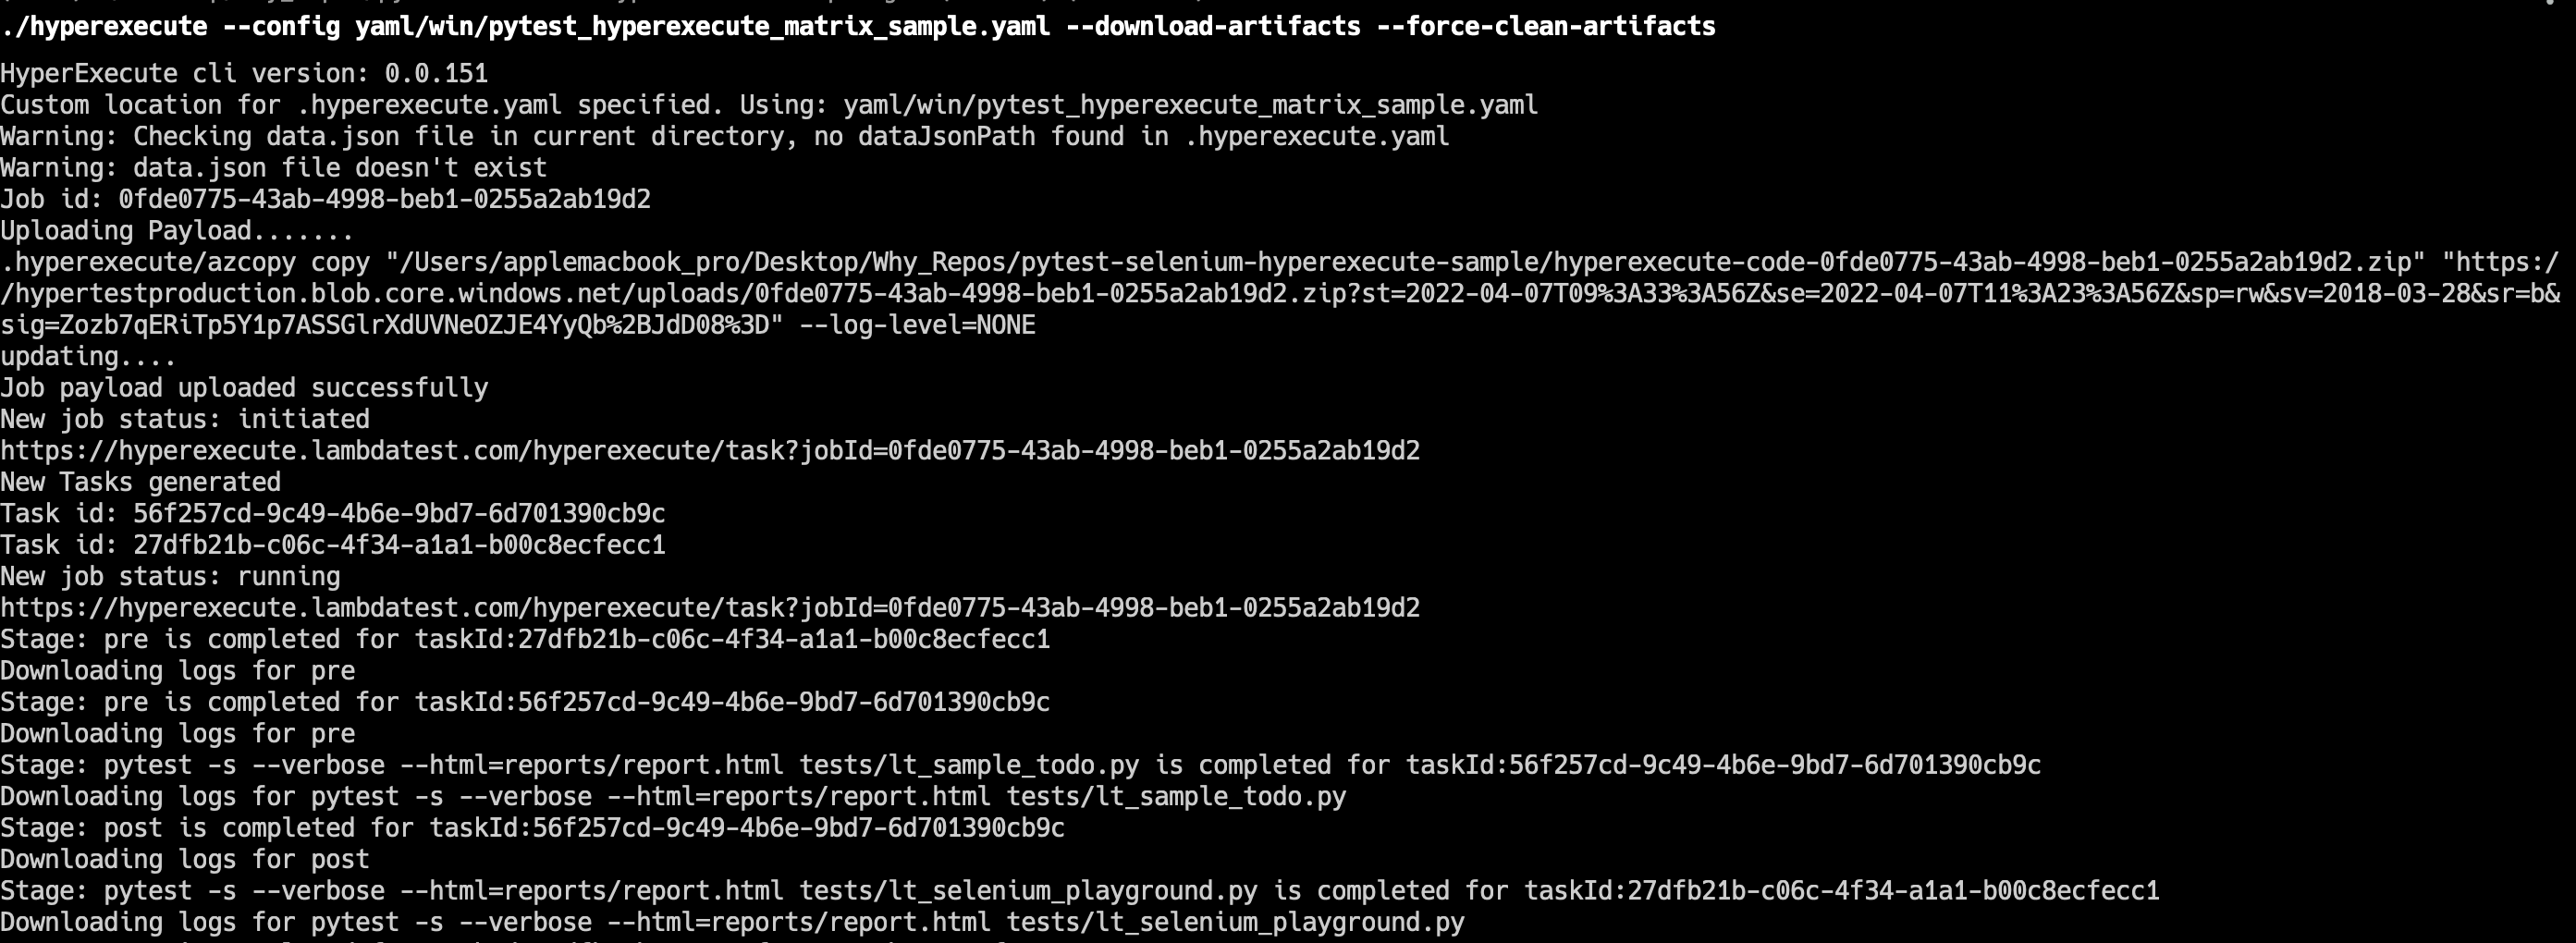 ./hyperexecute --config yaml/win/pytest_hyperexecute_matrix_sample.yaml --download-artifacts --force-clean-artifacts
HyperExecute cli version: 0.0.151
Custom location for .hyperexecute.yaml specified. Using: yaml/win/pytest_hyperexecute_matrix_sample.yaml
Warning: Checking data.json file in current directory, no dataJsonPath found in .hyperexecute.yaml
Warning: data.json file doesn't exist
Job id: 0fde0775-43ab-4998-beb1-0255a2ab19d2
Uploading Payload.......
.hyperexecute/azcopy copy "/Users/applemacbook_pro/Desktop/Why_Repos/pytest-selenium-hyperexecute-sample/hyperexecute-code-0fde0775-43ab-4998-beb1-0255a2ab19d2.zip" "https:/
/hypertestproduction.blob.core.windows.net/uploads/0fde0775-43ab-4998-beb1-0255a2ab19d2.zip?st=2022-04-07T09%3A33%3A56Z&se=2022-04-07T11%3A23%3A56Z&sp=rw&sv=2018-03-28&sr=b&
sig=Zozb7qERiTp5Y1p7ASSGlrXdUVNeOZJE4YyQb%2BJdD08%3D" --log-level=NONE
updating....
Job payload uploaded successfully
New job status: initiated
https://hyperexecute.lambdatest.com/hyperexecute/task?jobId=0fde0775-43ab-4998-beb1-0255a2ab19d2
New Tasks generated
Task id: 56f257cd-9c49-4b6e-9bd7-6d701390cb9c
Task id: 27dfb21b-c06c-4f34-a1a1-b00c8ecfecc1
New job status: running
https://hyperexecute.lambdatest.com/hyperexecute/task?jobId=0fde0775-43ab-4998-beb1-0255a2ab19d2
Stage: pre is completed for taskId:27dfb21b-c06c-4f34-a1a1-b00c8ecfecc1
Downloading logs for pre
Stage: pre is completed for taskId:56f257cd-9c49-4b6e-9bd7-6d701390cb9c
Downloading logs for pre
Stage: pytest -s --verbose --html=reports/report.html tests/lt_sample_todo.py is completed for taskId:56f257cd-9c49-4b6e-9bd7-6d701390cb9c
Downloading logs for pytest -s --verbose --html=reports/report.html tests/lt_sample_todo.py
Stage: post is completed for taskId:56f257cd-9c49-4b6e-9bd7-6d701390cb9c
Downloading logs for post
Stage: pytest -s --verbose --html=reports/report.html tests/lt_selenium_playground.py is completed for taskId:27dfb21b-c06c-4f34-a1a1-b00c8ecfecc1
Downloading logs for pytest -s --verbose --html=reports/report.html tests/lt_selenium_playground.py